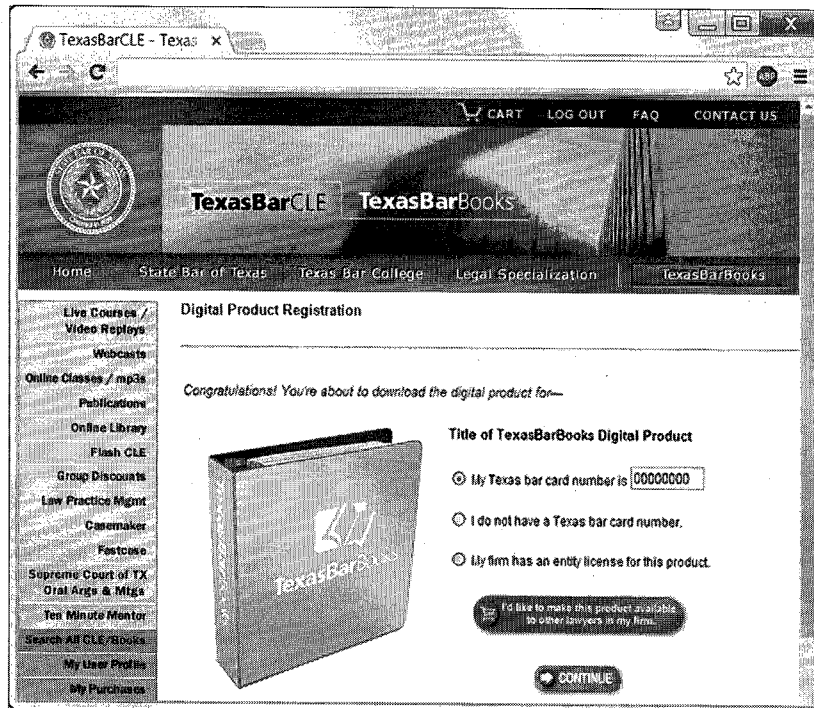 TexasBarCLE - Texas
ABP
CART LOG OUT FAQ CONTACT US
STATE BAR OF TEXAS
TexasBarCLE TexasBarBooks
Home State Bar of Texas Texas Bar College Legal Specialization TexasBarBooks
Live Courses /
Video Replays
Webcasts
Online Classes / mp3s
Publications
Online Library
Flash CLE
Group Discounts
Law Practice Mgmt
Casemaker
Fastcase
Supreme Court of TX
Oral Args & Mtgs
Ten Minute Mentor
Search All CLE/Books
My User Profile
My Purchases
Digital Product Registration
Congratulations! You're about to download the digital product for—
TexasBarBooks
Title of TexasBarBooks Digital Product
My Texas bar card number is 00000000
I do not have a Texas bar card number.
My firm has an entity license for this product.
I'd like to make this product available
to other lawyers in my firm.
CONTINUE